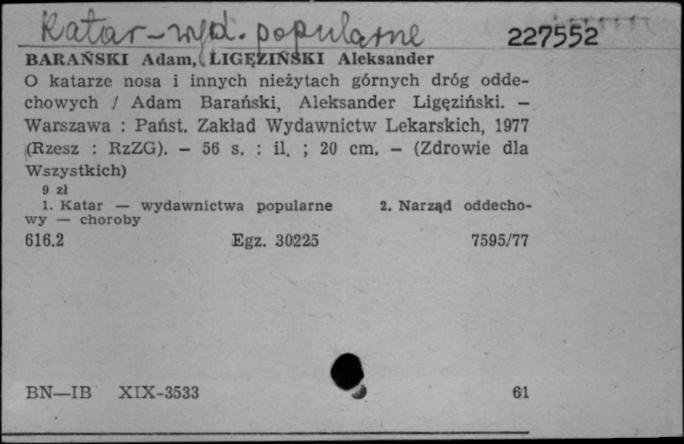 Katar - wyd. popularne
227552
BARAŃSKI Adam, LIGĘZIŃSKI Aleksander
O katarze nosa i innych nieżytach górnych dróg odde-
chowych / Adam Barański, Aleksander Ligęziński. —
Warszawa : Państ. Zakład Wydawnictw Lekarskich, 1977
(Rzesz : RzZG). — 56 s. : il. ; 20 cm. — (Zdrowie dla
Wszystkich)
9 zł
1. Katar — wydawnictwa popularne 2. Narząd oddecho-
wy — choroby
616.2 Egz. 30225 7595/77
BN—IB XIX-3533 61